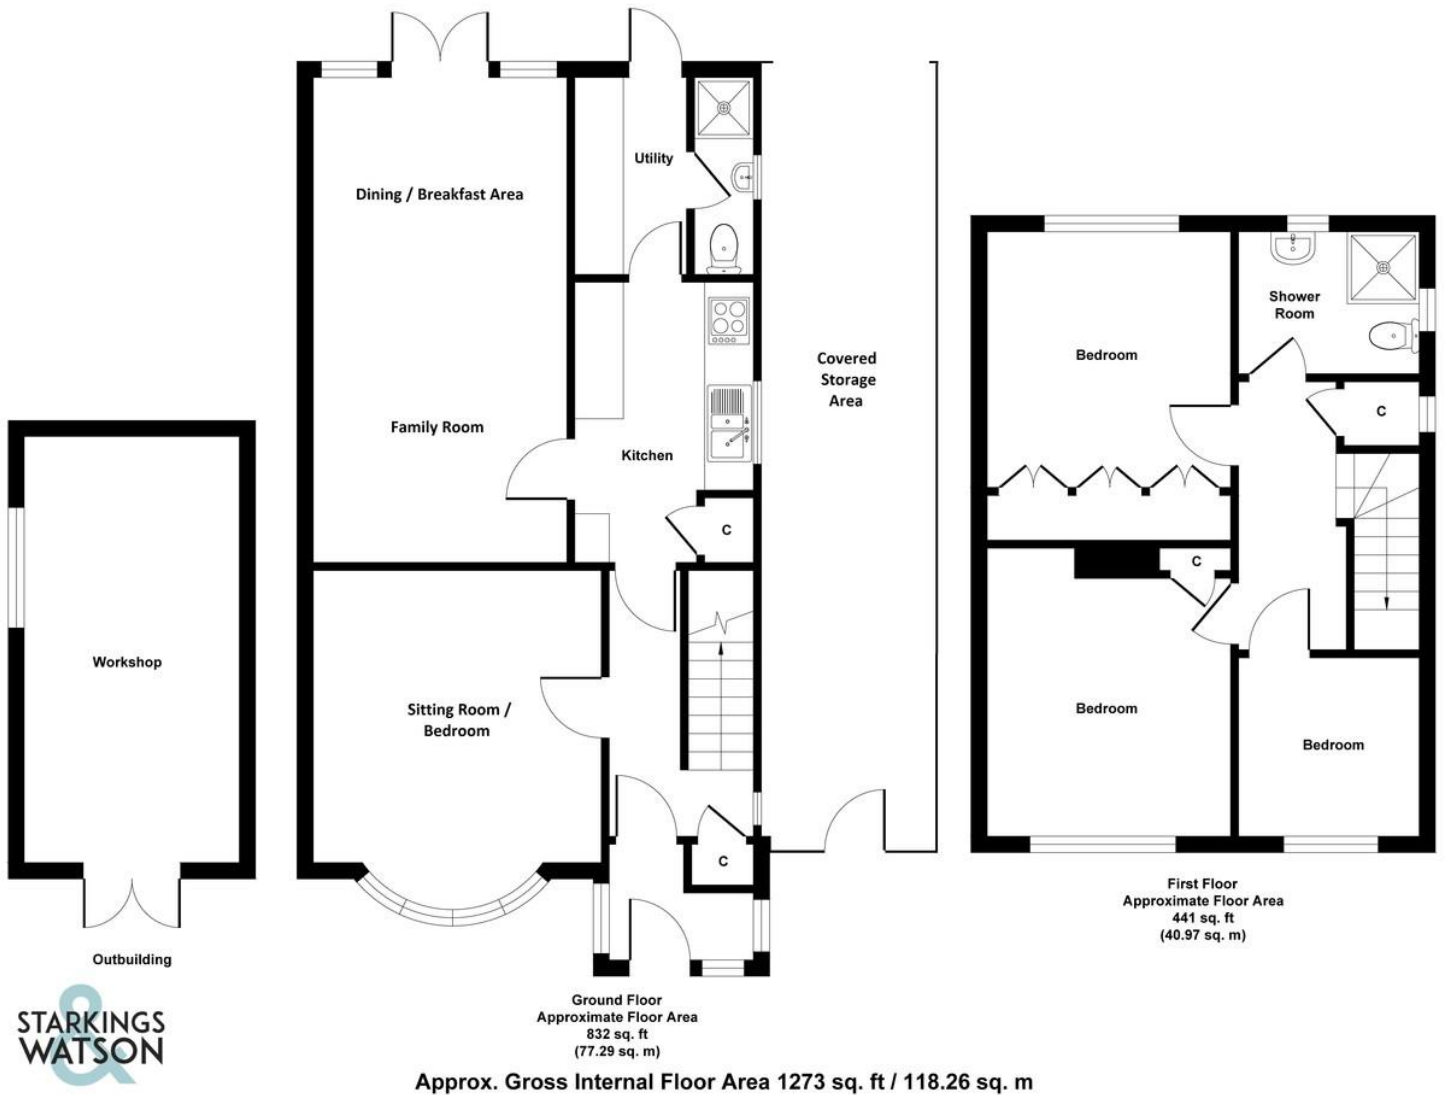 Utility
Dining / Breakfast Area
Family Room
Kitchen
C
Sitting Room /
Bedroom
C
Covered
Storage
Area
Workshop
Outbuilding
Bedroom
Shower
Room
C
C
Bedroom
Bedroom
First Floor
Approximate Floor Area
441 sq. ft
(40.97 sq. m)
Ground Floor
Approximate Floor Area
832 sq. ft
(77.29 sq. m)
&
STARKINGS
WATSON
Approx. Gross Internal Floor Area 1273 sq. ft / 118.26 sq. m